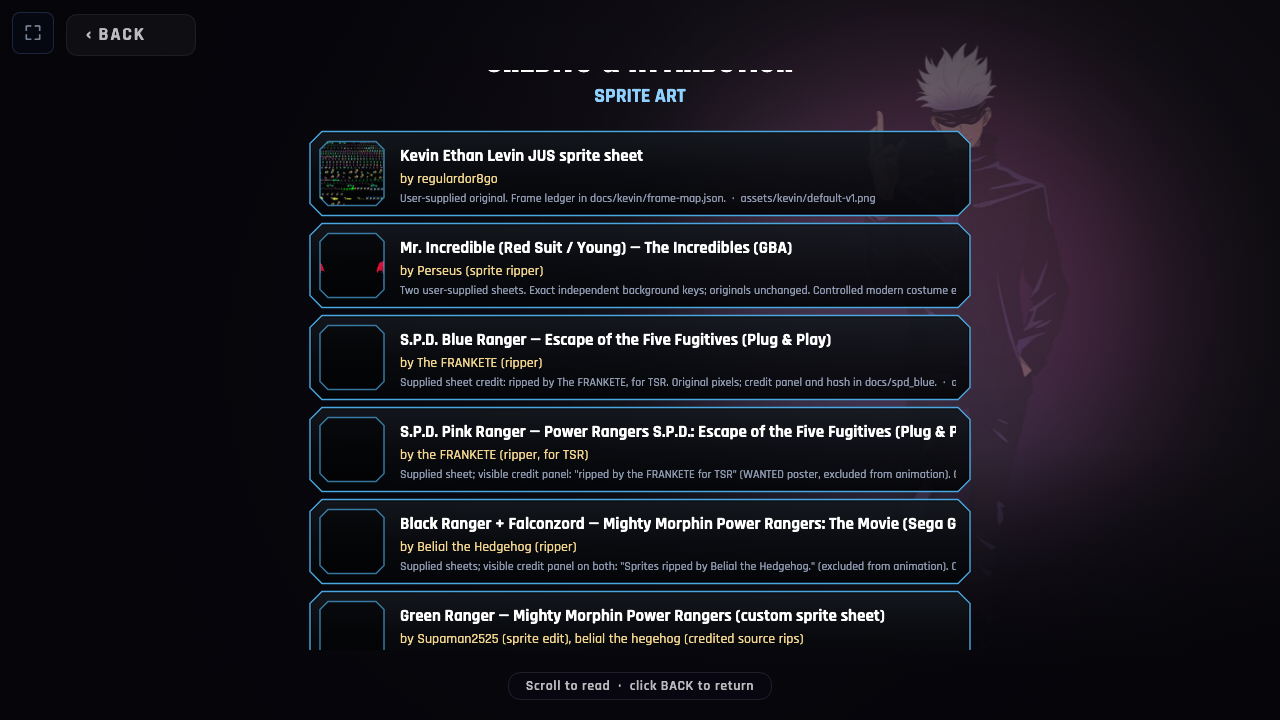 ‹ BACK
CREDITS & ATTRIBUTION
SPRITE ART
Kevin Ethan Levin JUS sprite sheet
by regulardor8go
User-supplied original. Frame ledger in docs/kevin/frame-map.json. · assets/kevin/default-v1.png
Mr. Incredible (Red Suit / Young) — The Incredibles (GBA)
by Perseus (sprite ripper)
Two user-supplied sheets. Exact independent background keys; originals unchanged. Controlled modern costume e
S.P.D. Blue Ranger — Escape of the Five Fugitives (Plug & Play)
by The FRANKETE (ripper)
Supplied sheet credit: ripped by The FRANKETE, for TSR. Original pixels; credit panel and hash in docs/spd_blue. ·
S.P.D. Pink Ranger — Power Rangers S.P.D.: Escape of the Five Fugitives (Plug & P
by the FRANKETE (ripper, for TSR)
Supplied sheet; visible credit panel: "ripped by the FRANKETE for TSR" (WANTED poster, excluded from animation).
Black Ranger + Falconzord — Mighty Morphin Power Rangers: The Movie (Sega G
by Belial the Hedgehog (ripper)
Supplied sheets; visible credit panel on both: "Sprites ripped by Belial the Hedgehog." (excluded from animation).
Green Ranger — Mighty Morphin Power Rangers (custom sprite sheet)
by Supaman2525 (sprite edit), belial the hegehog (credited source rips)
Scroll to read · click BACK to return